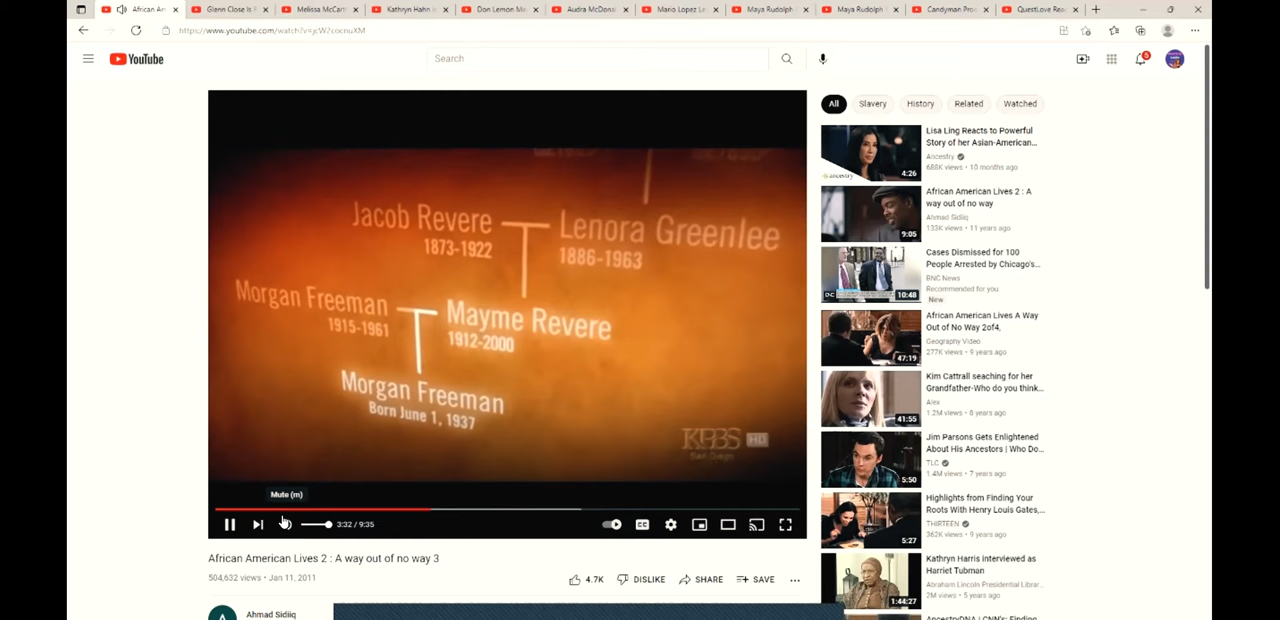 African Am
Glenn Close Is F
Melissa McCart
Kathryn Hahn is
Don Lemon Me
Audra McDonal
Mario Lopez Le
Maya Rudolph
Maya Rudolph
Candyman Pro
QuestLove Rea
YouTube
Search
5
All
Slavery
History
Related
Watched
Jacob Revere
1873-1922
Lenora Greenlee
1886-1963
Morgan Freeman
1915-1961
Mayme Revere
1912-2000
Morgan Freeman
Born June 1, 1937
KPBS HD
San Diego
Mute (m)
3:32 / 9:35
CC
African American Lives 2 : A way out of no way 3
504,632 views • Jan 11, 2011
4.7K
DISLIKE
SHARE
SAVE
Ahmad Sidiiq
Lisa Ling Reacts to Powerful
Story of her Asian-American...
Ancestry
688K views • 10 months ago
ancestry
4:26
African American Lives 2 : A
way out of no way
Ahmad Sidiiq
133K views • 11 years ago
9:05
Cases Dismissed for 100
People Arrested by Chicago's...
BNC News
Recommended for you
New
10:48
African American Lives A Way
Out of No Way 2of4,
Geography Video
277K views • 9 years ago
47:19
Kim Cattrall seaching for her
Grandfather-Who do you think...
Alex
1.2M views • 8 years ago
41:55
Jim Parsons Gets Enlightened
About His Ancestors | Who Do...
TLC
1.4M views • 7 years ago
5:50
Highlights from Finding Your
Roots With Henry Louis Gates,...
THIRTEEN
362K views • 9 years ago
5:27
Kathryn Harris interviewed as
Harriet Tubman
Abraham Lincoln Presidential Librar...
2M views • 5 years ago
1:44:27
AncestryDNA | CNN's: Finding